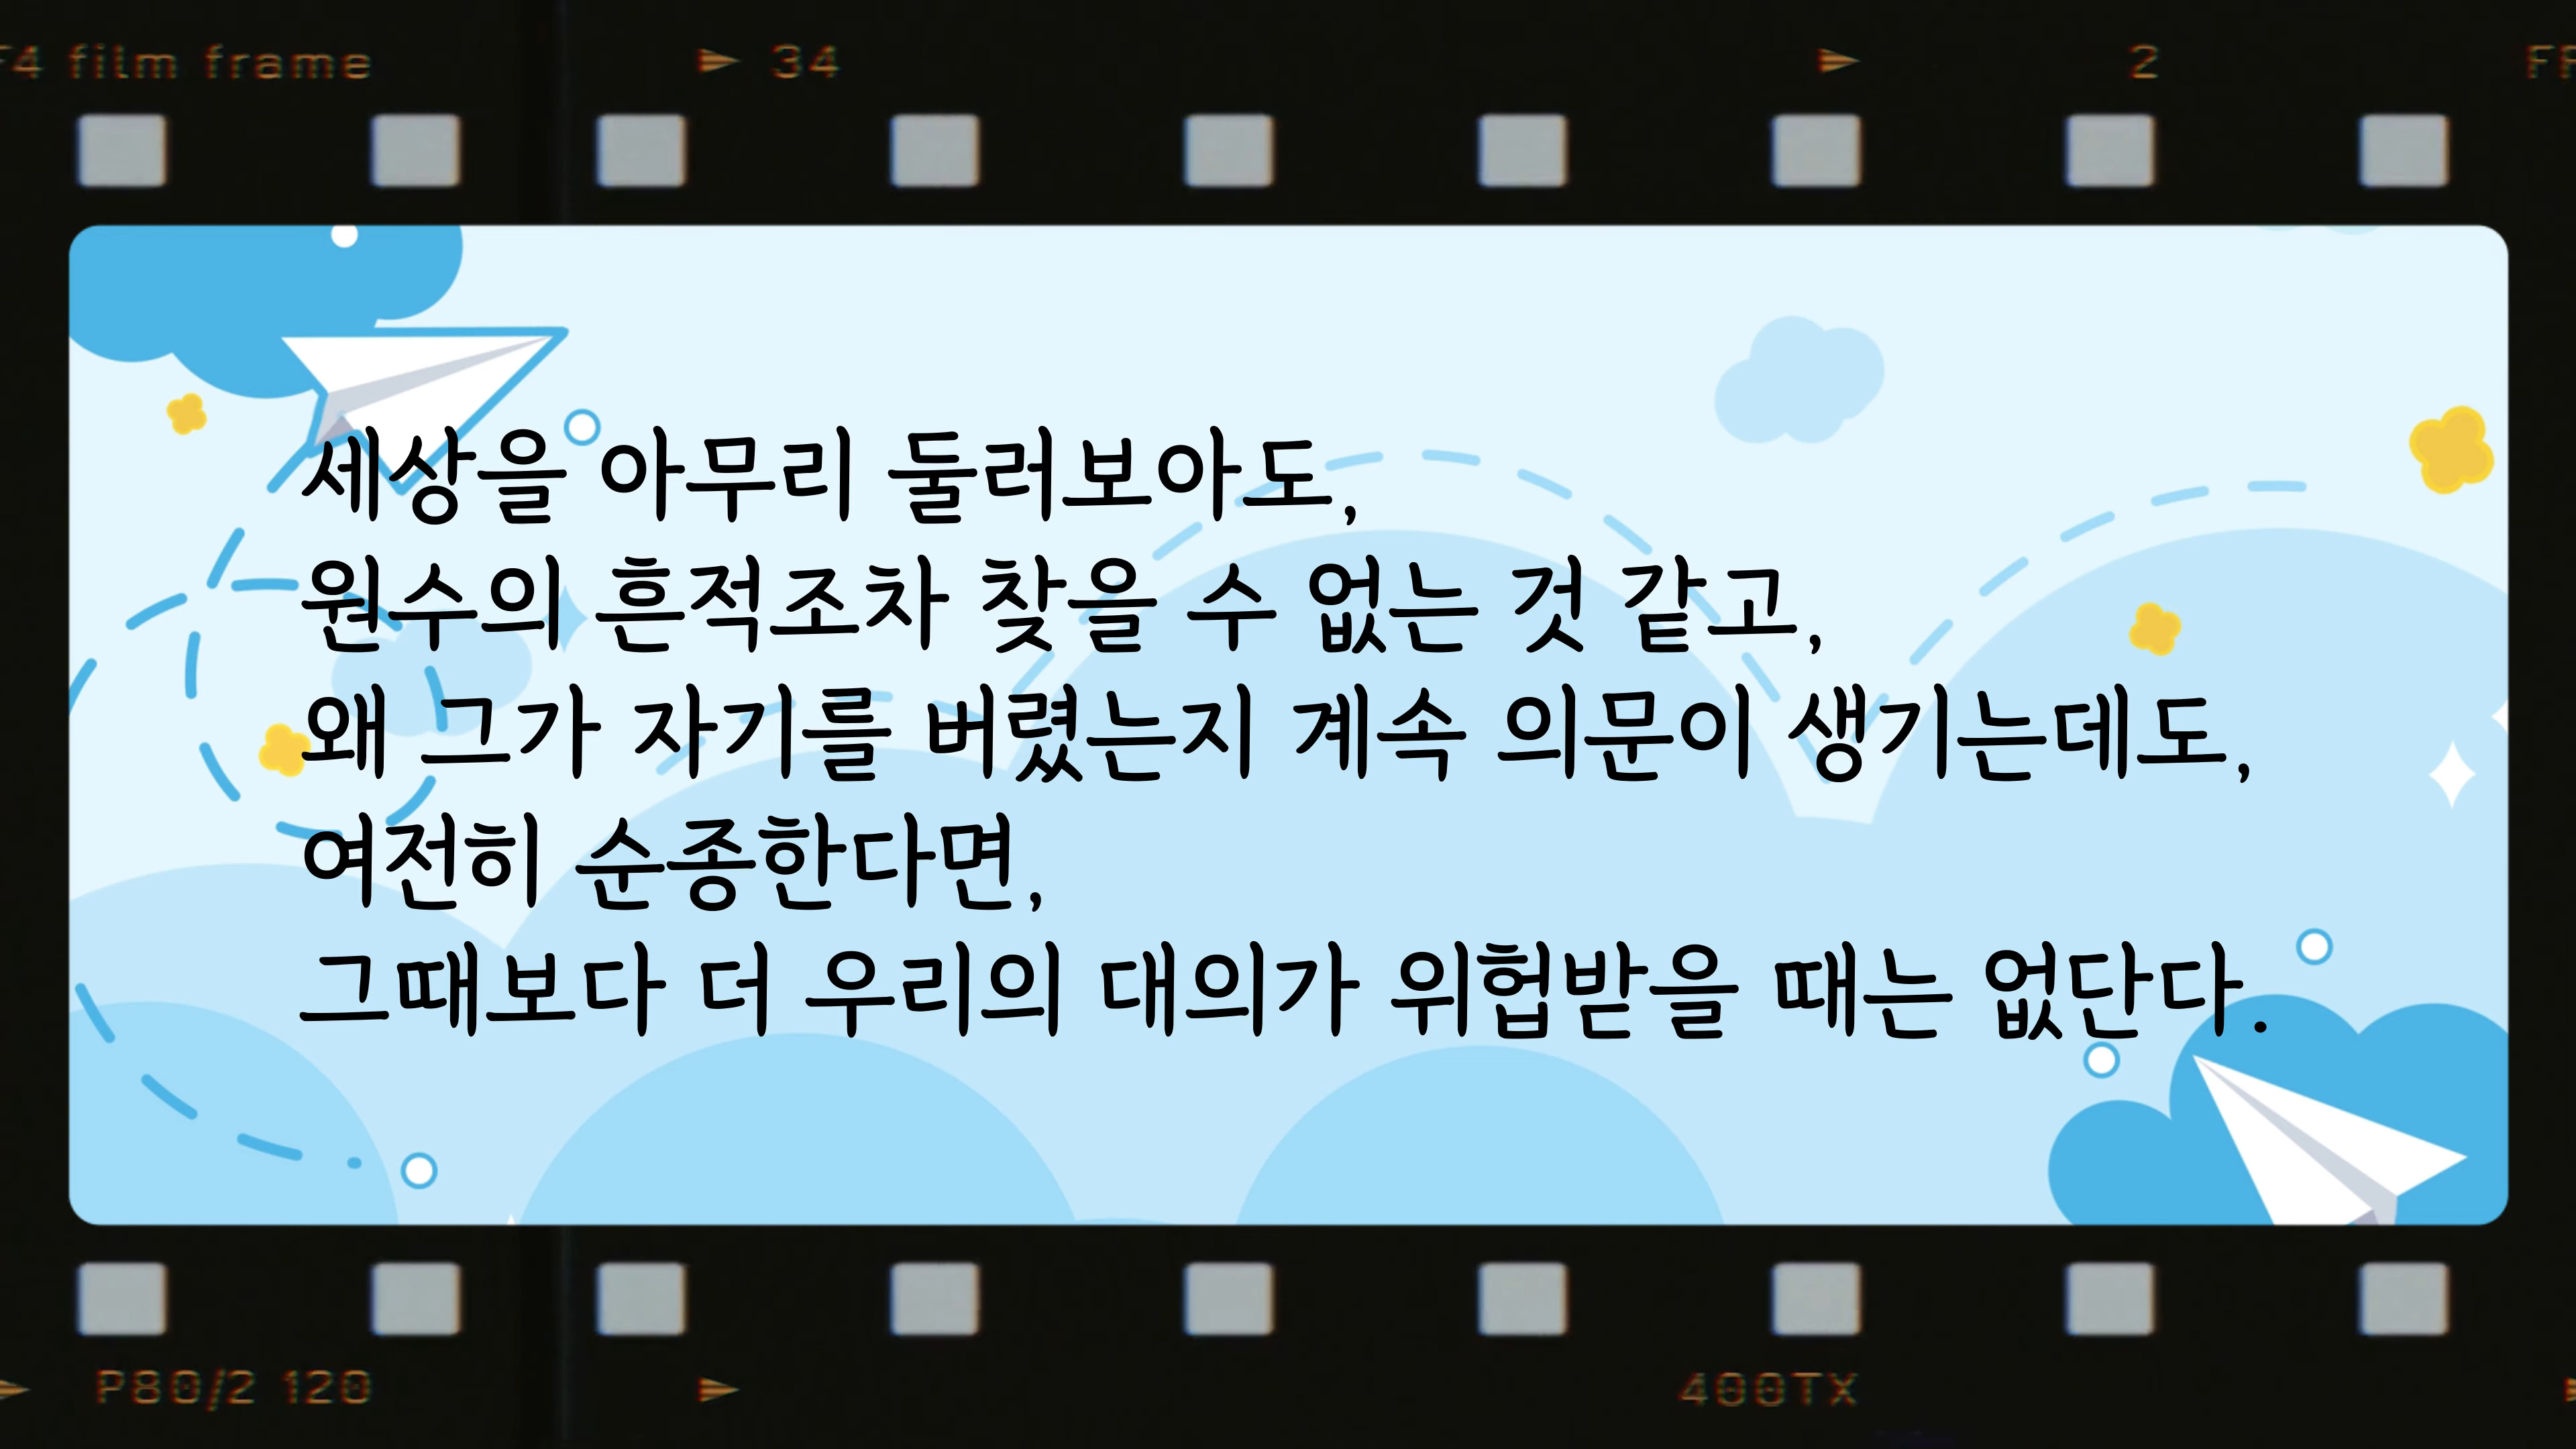 F4 film frame ► 34 ► 2
세상을 아무리 둘러보아도,
원수의 흔적조차 찾을 수 없는 것 같고,
왜 그가 자기를 버렸는지 계속 의문이 생기는데도,
여전히 순종한다면,
그때보다 더 우리의 대의가 위헙받을 때는 없단다.
► P80/2 120 ► 400TX